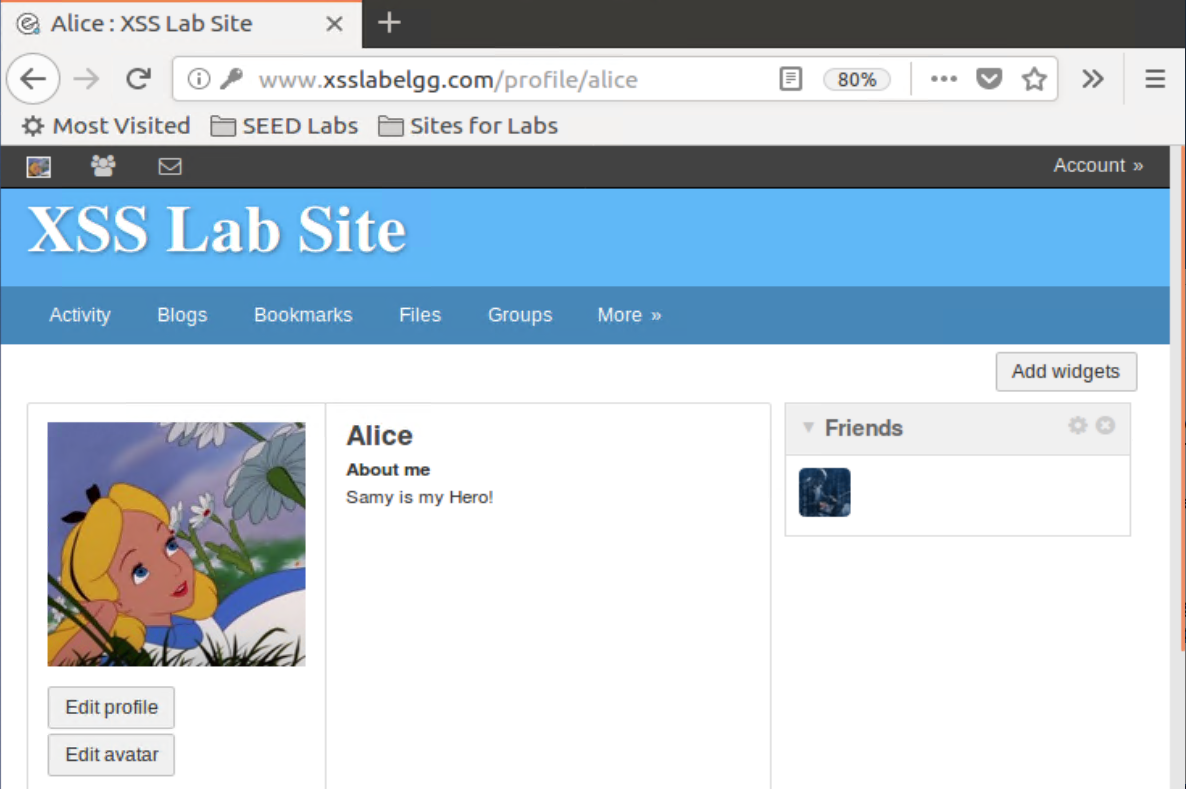 Alice : XSS Lab Site
www.xsslabelgg.com/profile/alice 80%
Most Visited SEED Labs Sites for Labs
Account »
XSS Lab Site
Activity Blogs Bookmarks Files Groups More »
Add widgets
Alice
About me
Samy is my Hero!
Friends
Edit profile
Edit avatar